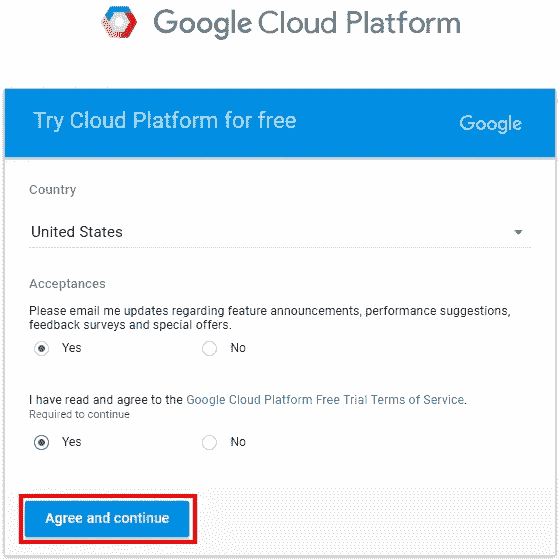 Google Cloud Platform
Try Cloud Platform for free
Google
Country
United States
Acceptances
Please email me updates regarding feature announcements, performance suggestions,
feedback surveys and special offers.
Yes No
I have read and agree to the Google Cloud Platform Free Trial Terms of Service.
Required to continue
Yes No
Agree and continue